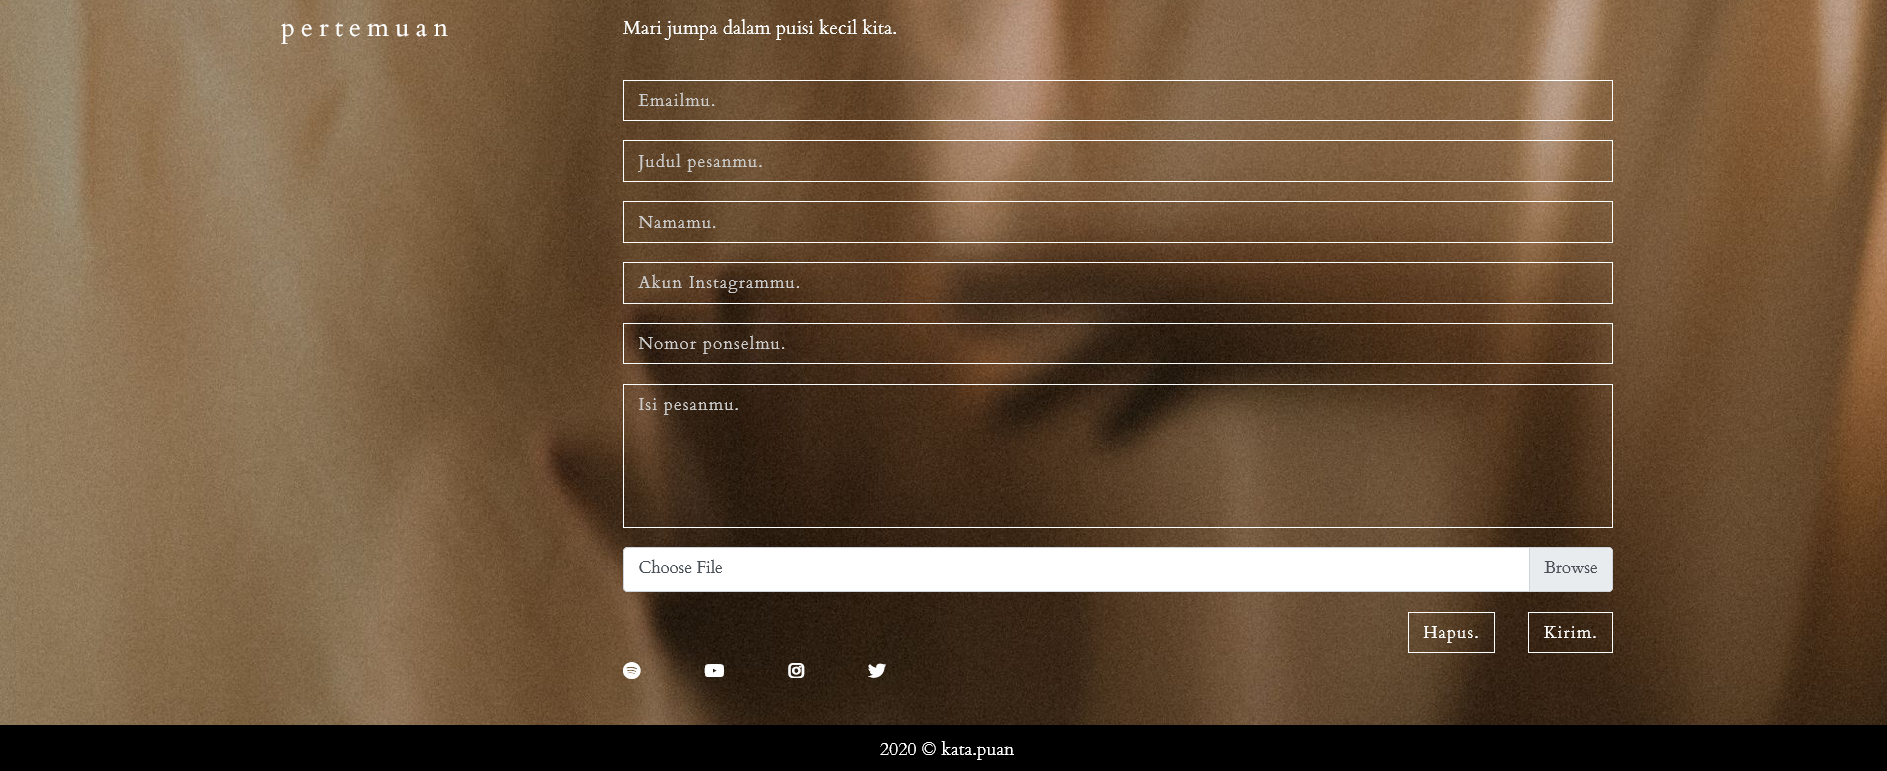 pertemuan
Mari jumpa dalam puisi kecil kita.
Emailmu.
Judul pesanmu.
Namamu.
Akun Instagrammu.
Nomor ponselmu.
Isi pesanmu.
Choose File Browse
Hapus. Kirim.
2020 © kata.puan